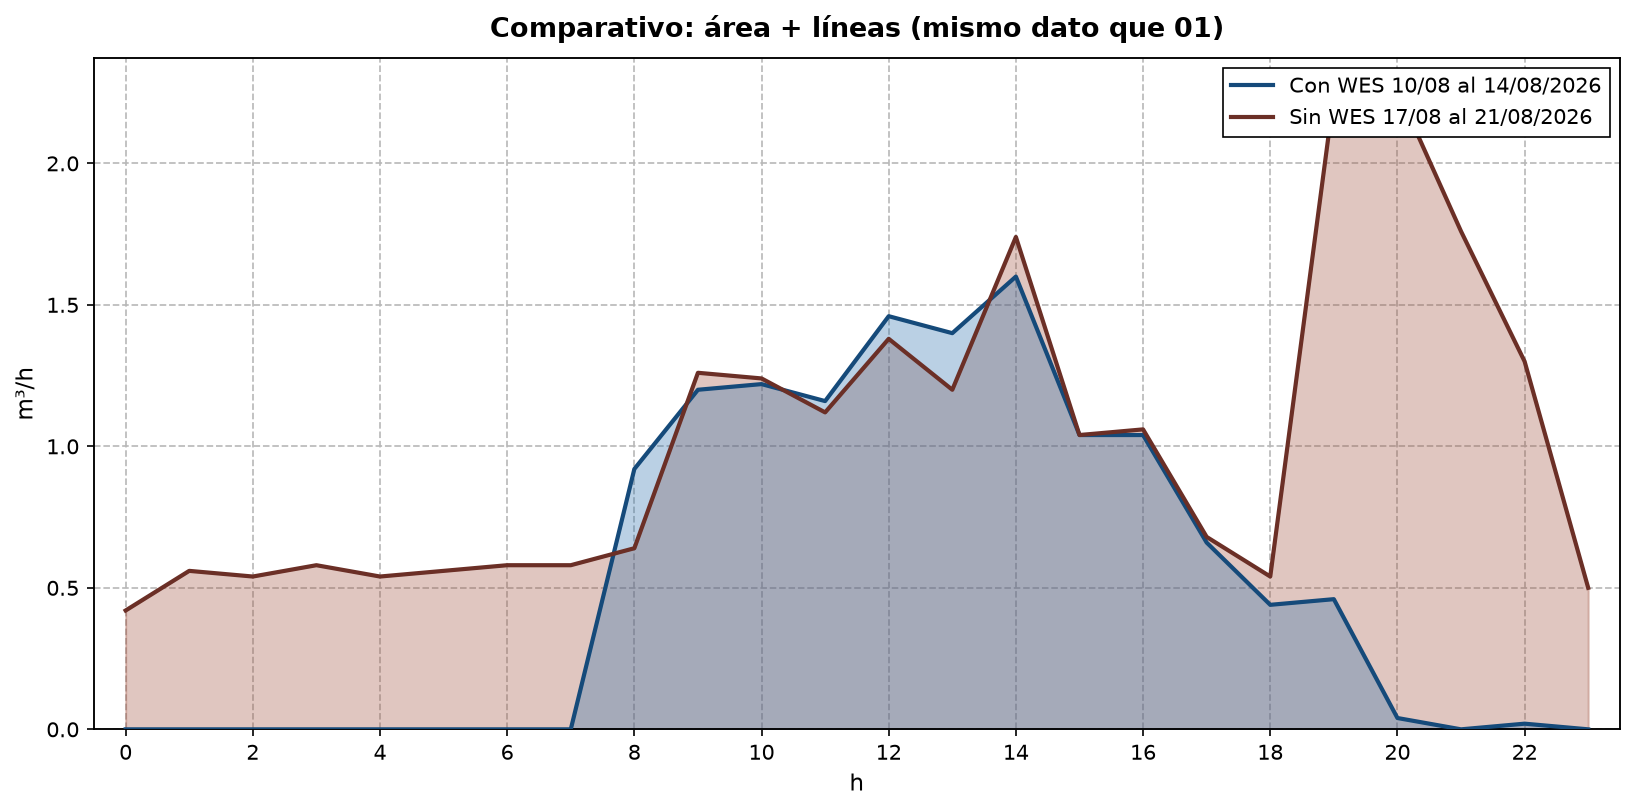 Comparativo: área + líneas (mismo dato que 01)
Con WES 10/08 al 14/08/2026
Sin WES 17/08 al 21/08/2026
m³/h
2.0
1.5
1.0
0.5
0.0
0 2 4 6 8 10 12 14 16 18 20 22
h